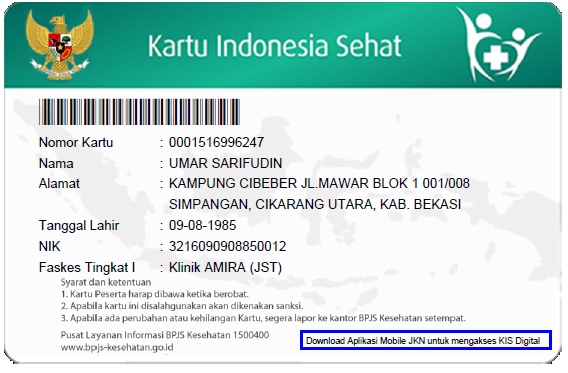 Kartu Indonesia Sehat
Nomor Kartu : 0001516996247
Nama : UMAR SARIFUDIN
Alamat : KAMPUNG CIBEBER JL.MAWAR BLOK 1 001/008
SIMPANGAN, CIKARANG UTARA, KAB. BEKASI
Tanggal Lahir : 09-08-1985
NIK : 3216090908850012
Faskes Tingkat I : Klinik AMIRA (JST)
Syarat dan ketentuan
1. Kartu Peserta harap dibawa ketika berobat.
2. Apabila kartu ini disalahgunakan akan dikenakan sanksi.
3. Apabila ada perubahan atau kehilangan Kartu, segera lapor ke kantor BPJS Kesehatan setempat.
Pusat Layanan Informasi BPJS Kesehatan 1500400
www.bpjs-kesehatan.go.id
Download Aplikasi Mobile JKN untuk mengakses KIS Digital